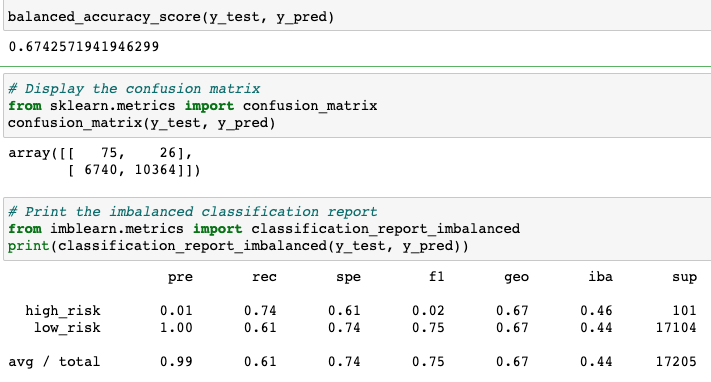 balanced_accuracy_score(y_test, y_pred)
0.6742571941946299
# Display the confusion matrix
from sklearn.metrics import confusion_matrix
confusion_matrix(y_test, y_pred)
array([[   75,    26],
       [ 6740, 10364]])
# Print the imbalanced classification report
from imblearn.metrics import classification_report_imbalanced
print(classification_report_imbalanced(y_test, y_pred))
                   pre       rec       spe        f1       geo       iba       sup
  high_risk       0.01      0.74      0.61      0.02      0.67      0.46       101
   low_risk       1.00      0.61      0.74      0.75      0.67      0.44     17104
avg / total       0.99      0.61      0.74      0.75      0.67      0.44     17205